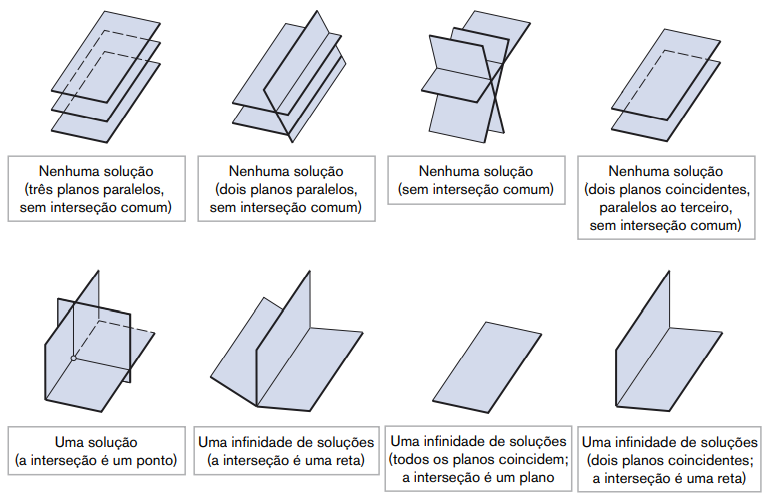 Nenhuma solução
(três planos paralelos,
sem interseção comum)
Nenhuma solução
(dois planos paralelos,
sem interseção comum)
Nenhuma solução
(sem interseção comum)
Nenhuma solução
(dois planos coincidentes,
paralelos ao terceiro,
sem interseção comum)
Uma solução
(a interseção é um ponto)
Uma infinidade de soluções
(a interseção é uma reta)
Uma infinidade de soluções
(todos os planos coincidem;
a interseção é um plano
Uma infinidade de soluções
(dois planos coincidentes;
a interseção é uma reta)